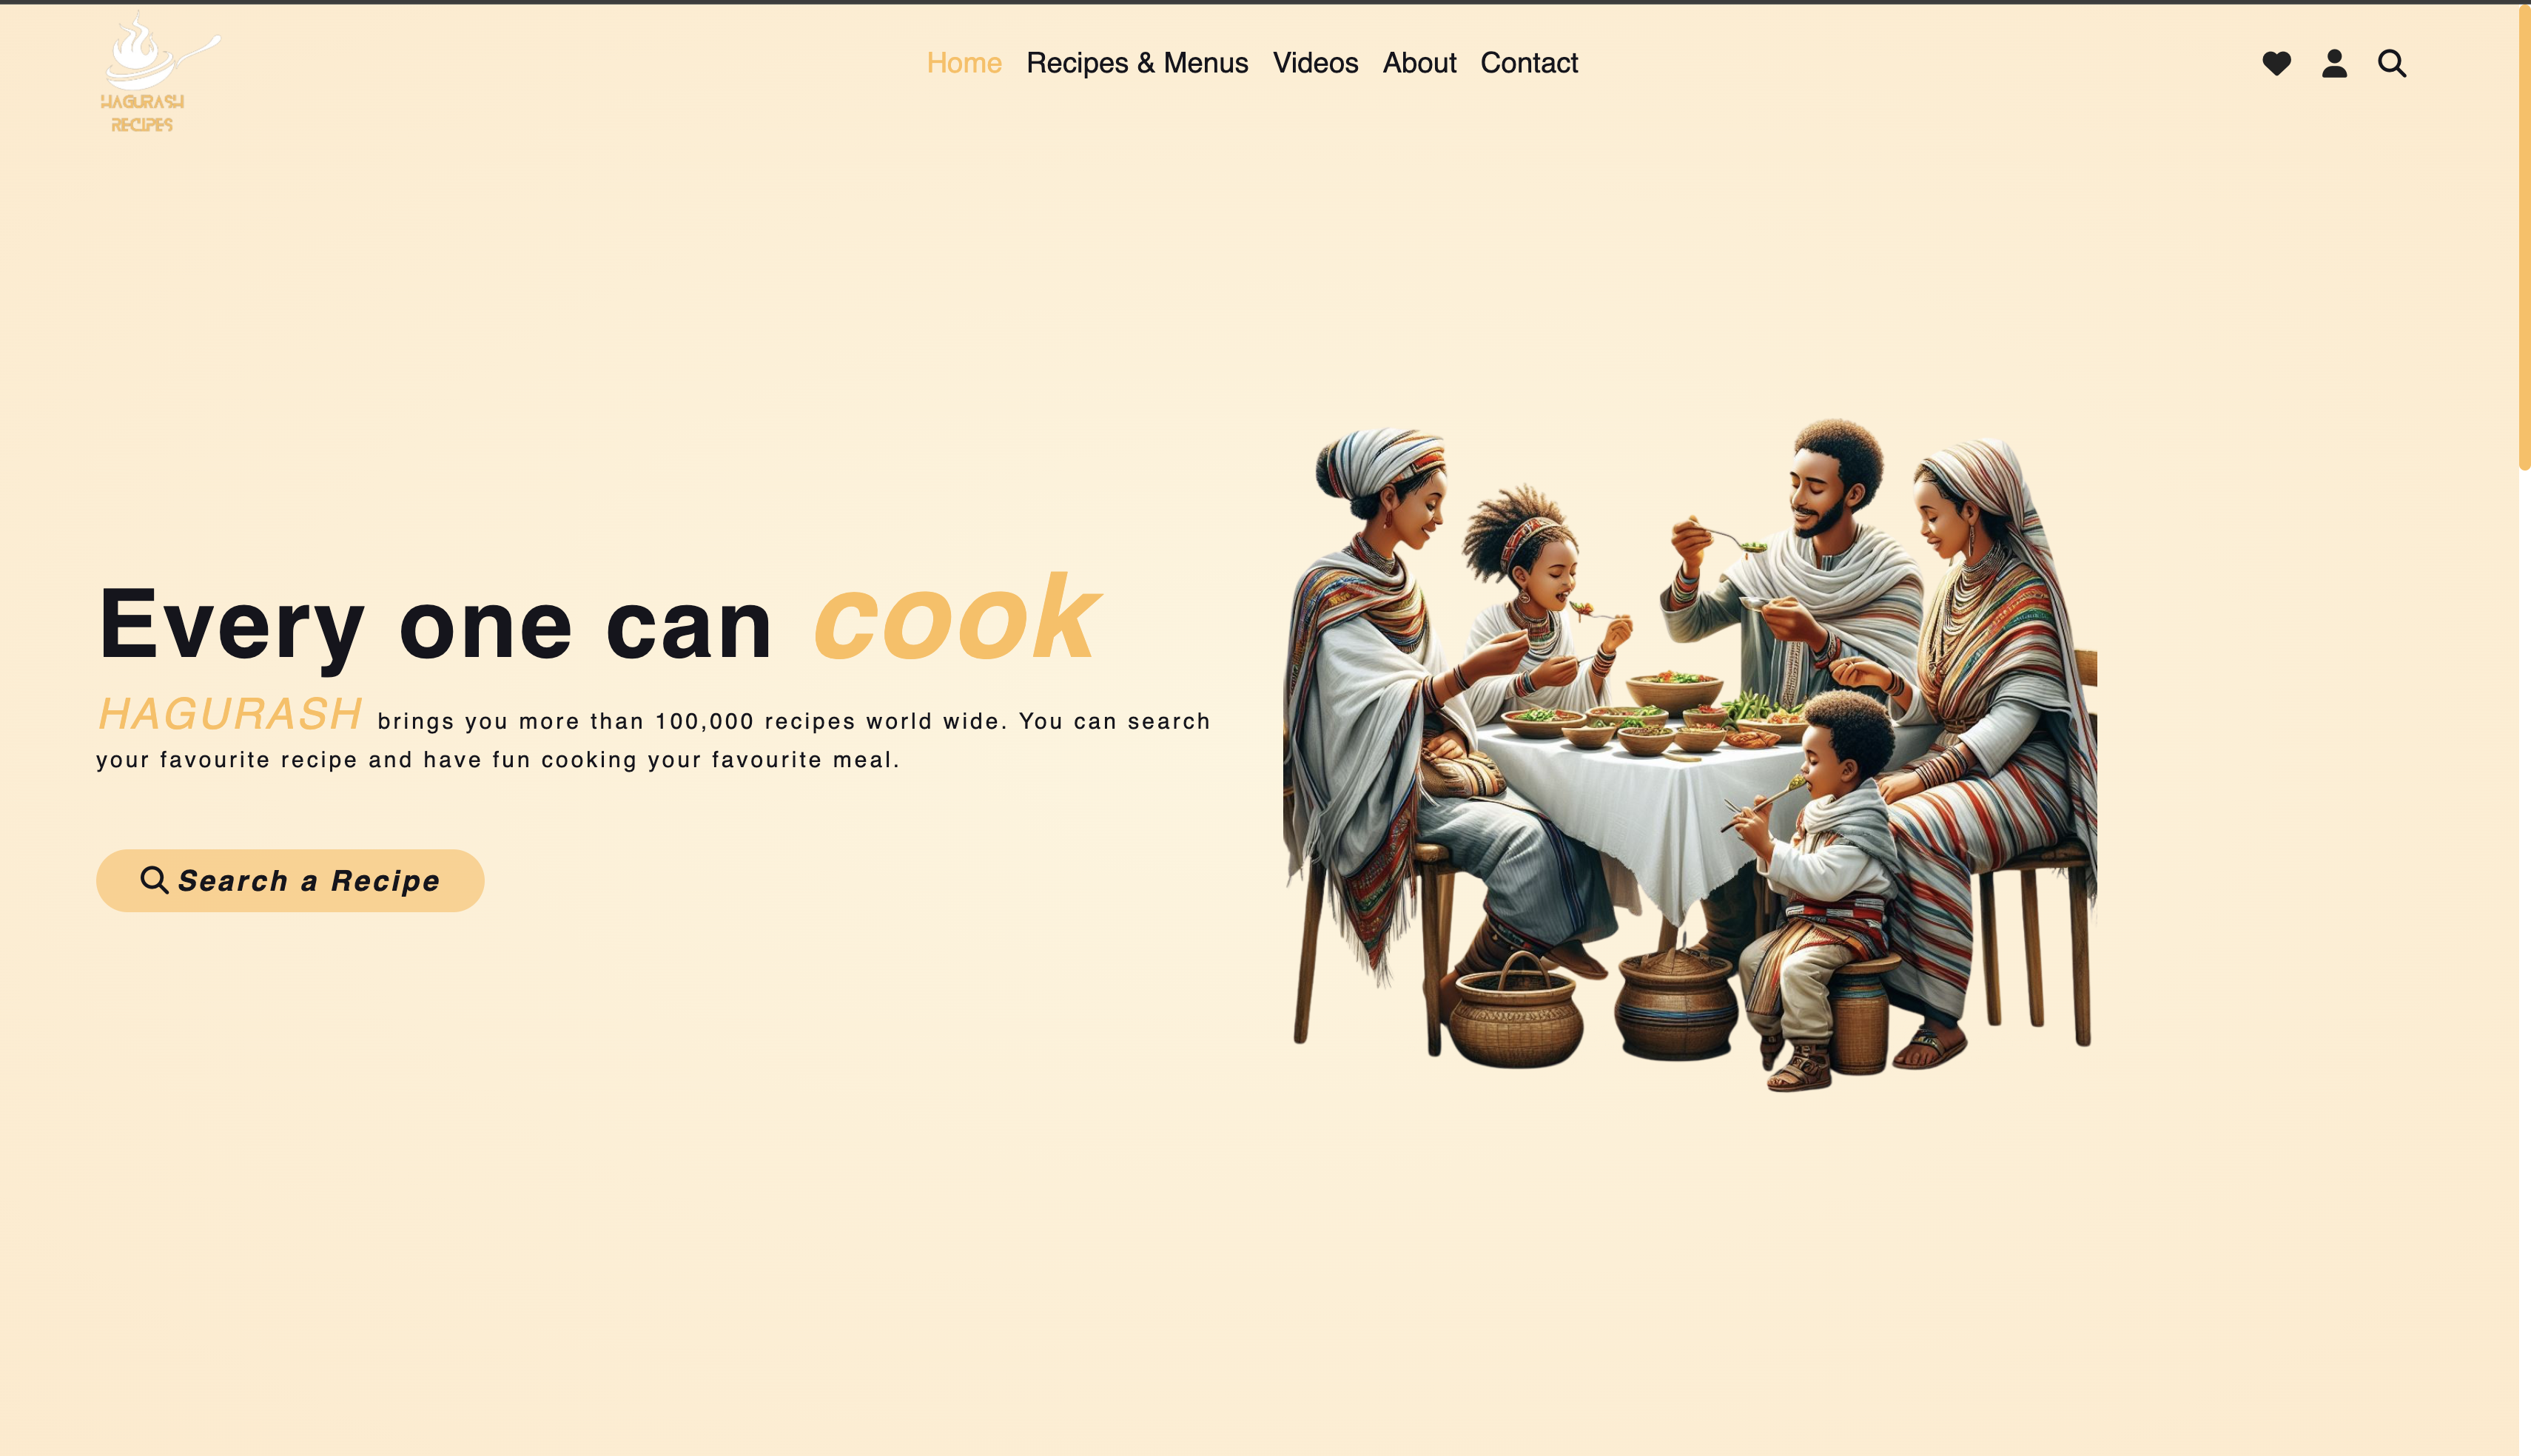 HAGURASH
RECIPES
Home Recipes & Menus Videos About Contact
Every one can cook
HAGURASH brings you more than 100,000 recipes world wide. You can search
your favourite recipe and have fun cooking your favourite meal.
Search a Recipe